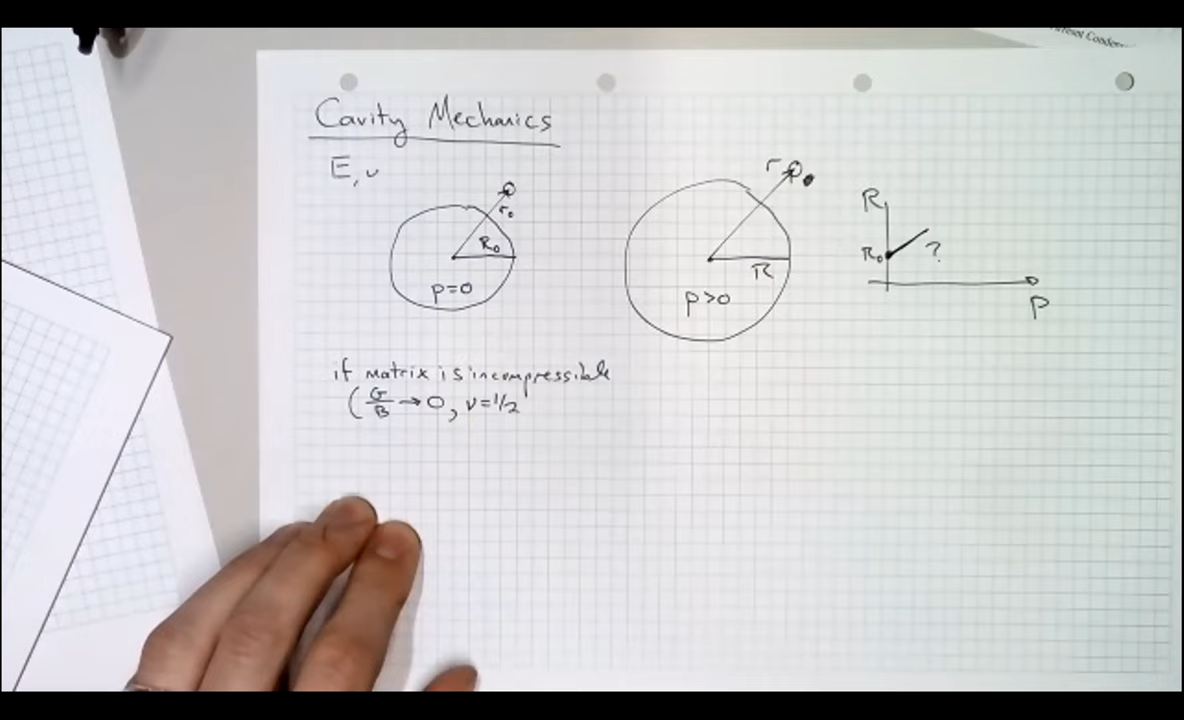 Cavity Mechanics
E, ν
r₀
R₀
p=0
r
R
p>0
R
R₀
?
p
if matrix is incompressible
(G/B → 0, ν=1/2